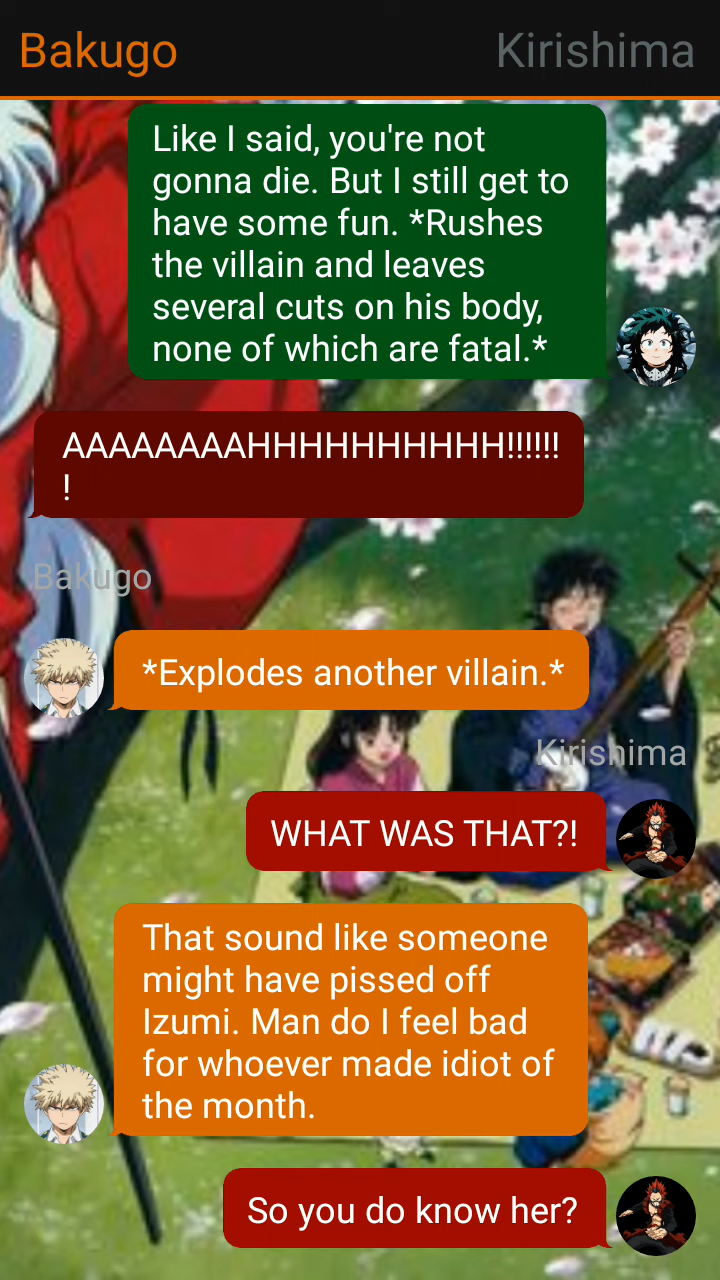 Bakugo
Kirishima
Like I said, you're not
gonna die. But I still get to
have some fun. *Rushes
the villain and leaves
several cuts on his body,
none of which are fatal.*
AAAAAAAAHHHHHHHHHHH!!!!!!
!
Bakugo
*Explodes another villain.*
Kirishima
WHAT WAS THAT?!
That sound like someone
might have pissed off
Izumi. Man do I feel bad
for whoever made idiot of
the month.
So you do know her?